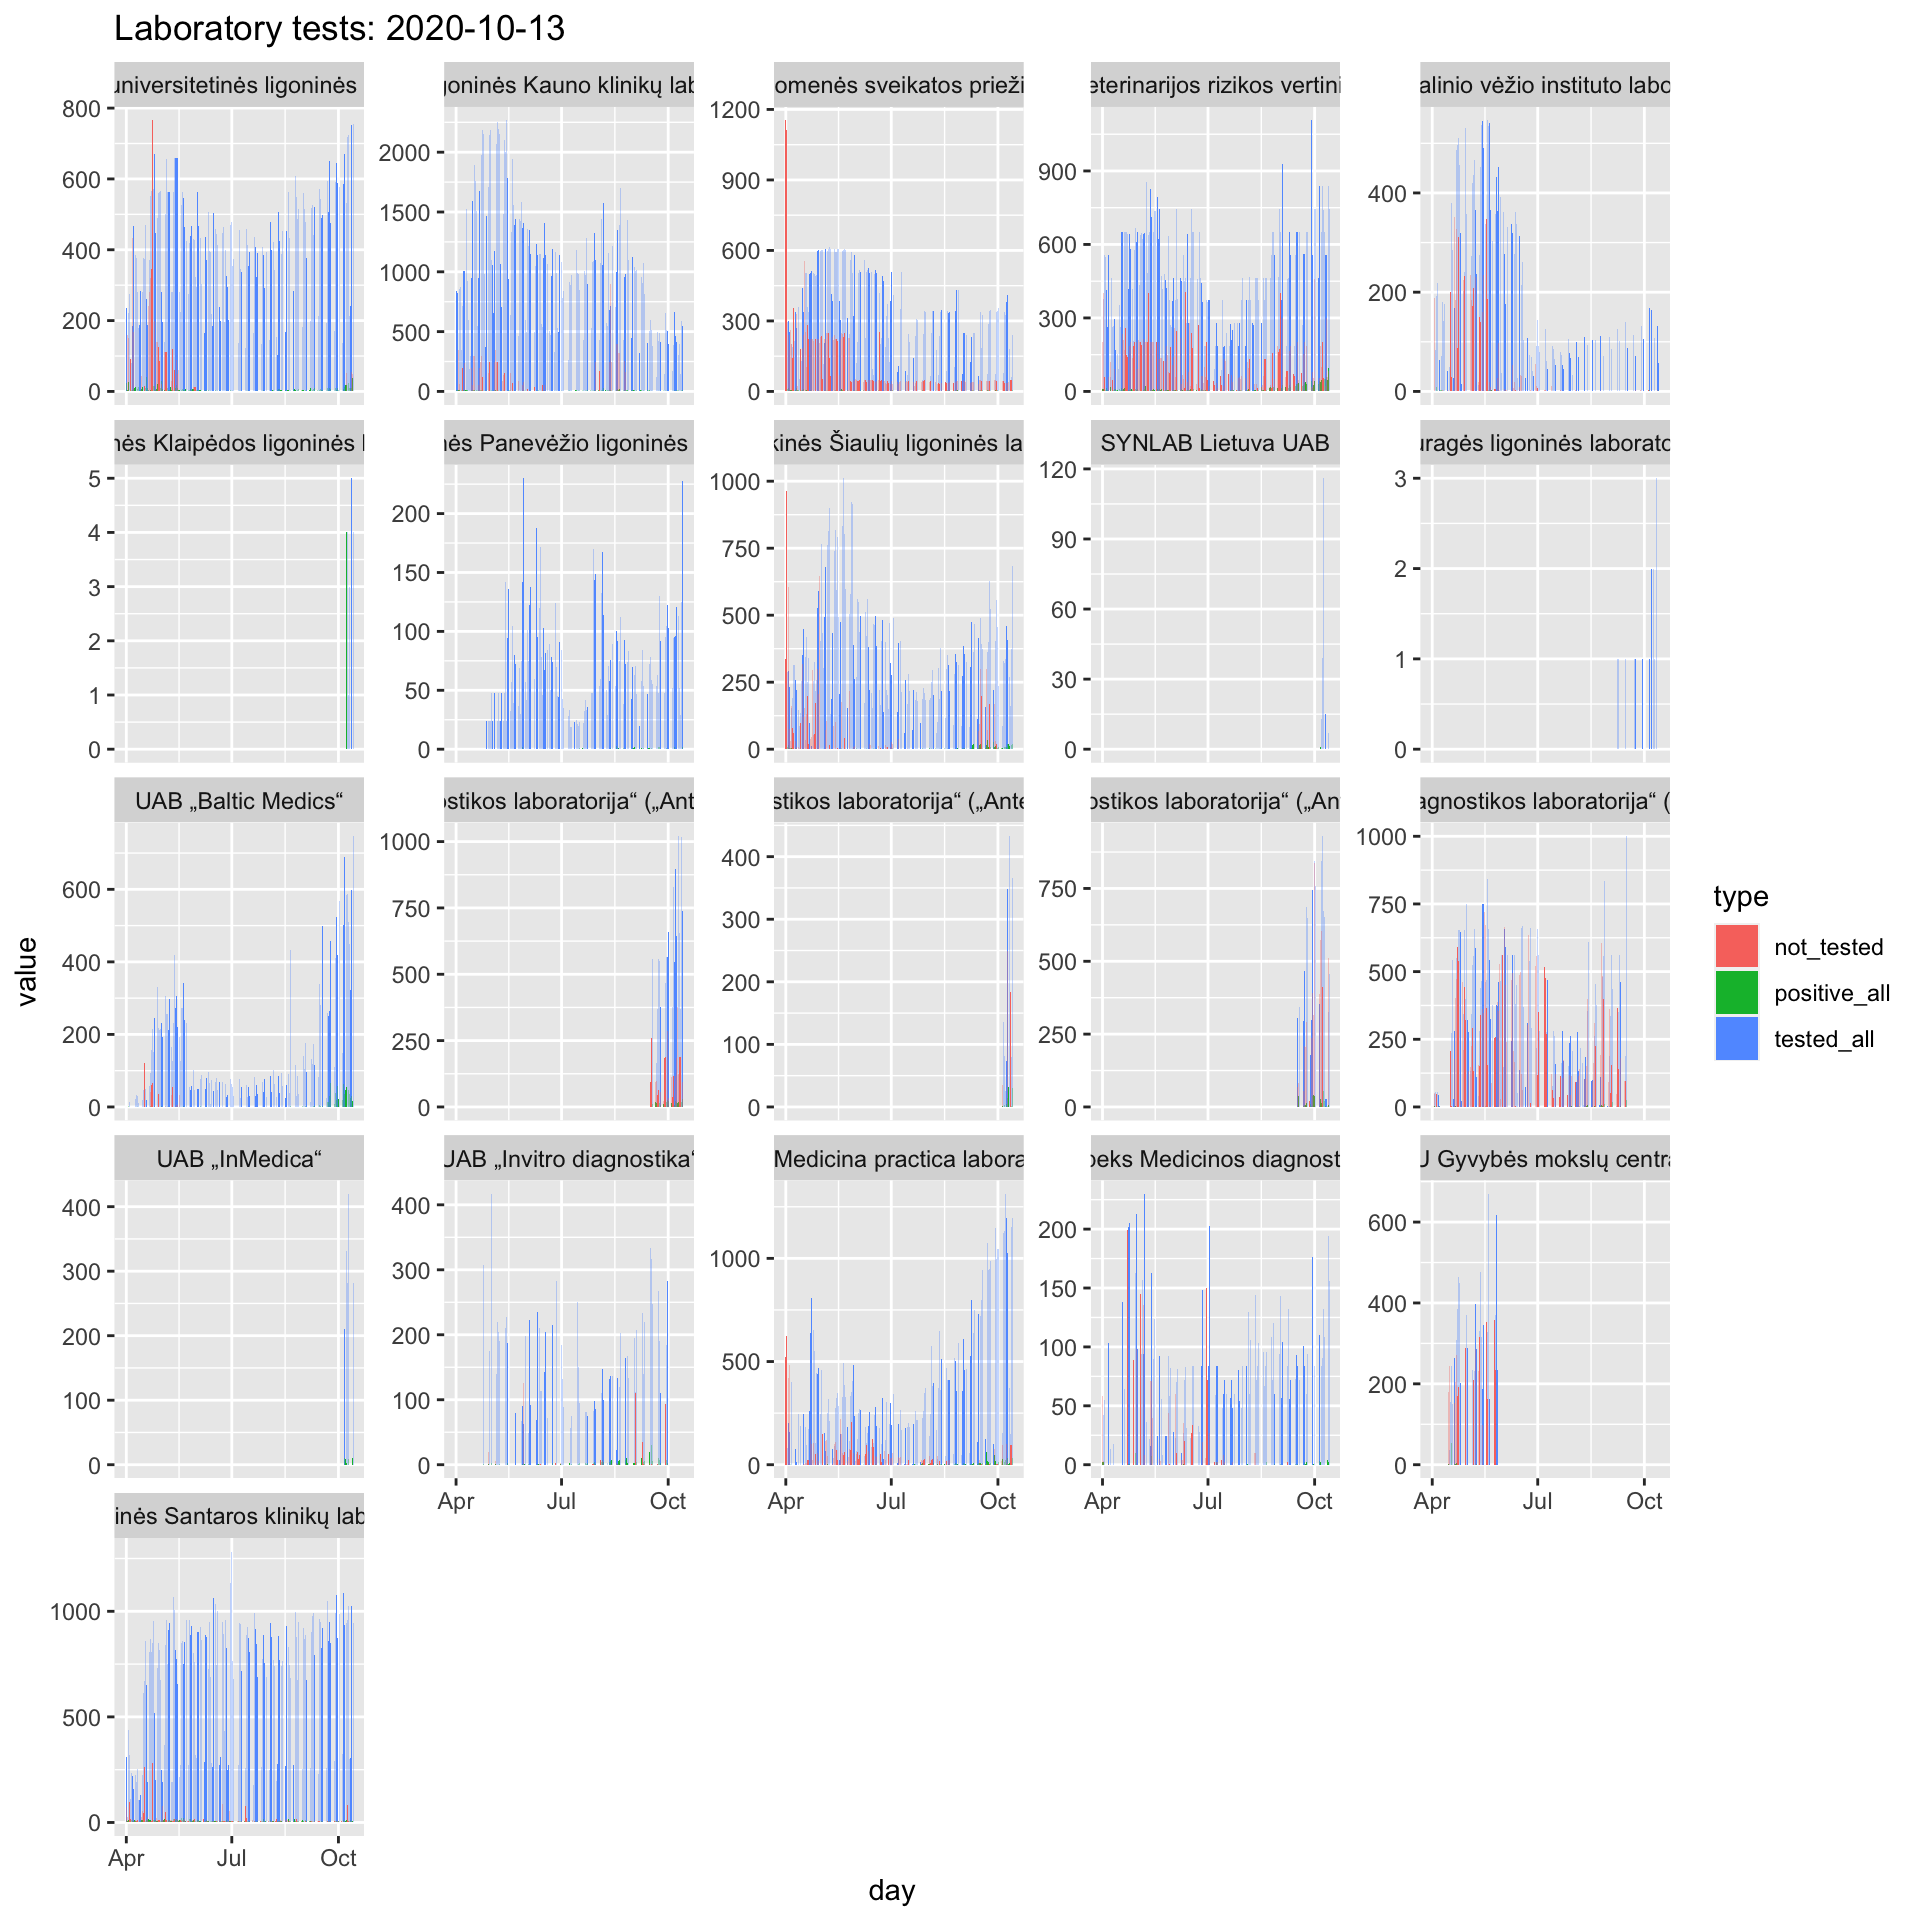 Laboratory tests: 2020-10-13
universitetinės ligoninės
goninės Kauno klinikų lab
omenės sveikatos prieži
eterinarijos rizikos vertini
alinio vėžio instituto labo
800
600
400
200
0
2000
1500
1000
500
0
1200
900
600
300
0
900
600
300
0
400
200
0
nės Klaipėdos ligoninės l
nės Panevėžio ligoninės
kinės Šiaulių ligoninės la
SYNLAB Lietuva UAB
uragės ligoninės laborato
5
4
3
2
1
0
200
150
100
50
0
1000
750
500
250
0
120
90
60
30
0
3
2
1
0
UAB „Baltic Medics“
ostikos laboratorija“ („Ant
stikos laboratorija“ („Ante
ostikos laboratorija“ („Ant
agnostikos laboratorija“ (
600
400
200
0
1000
750
500
250
0
400
300
200
100
0
750
500
250
0
1000
750
500
250
0
UAB „InMedica“
UAB „Invitro diagnostika“
Medicina practica labora
peks Medicinos diagnost
J Gyvybės mokslų centra
400
300
200
100
0
400
300
200
100
0
1000
500
0
200
150
100
50
0
600
400
200
0
Apr Jul Oct
Apr Jul Oct
Apr Jul Oct
Apr Jul Oct
inės Santaros klinikų lab
1000
500
0
Apr Jul Oct
day
value
type
not_tested
positive_all
tested_all